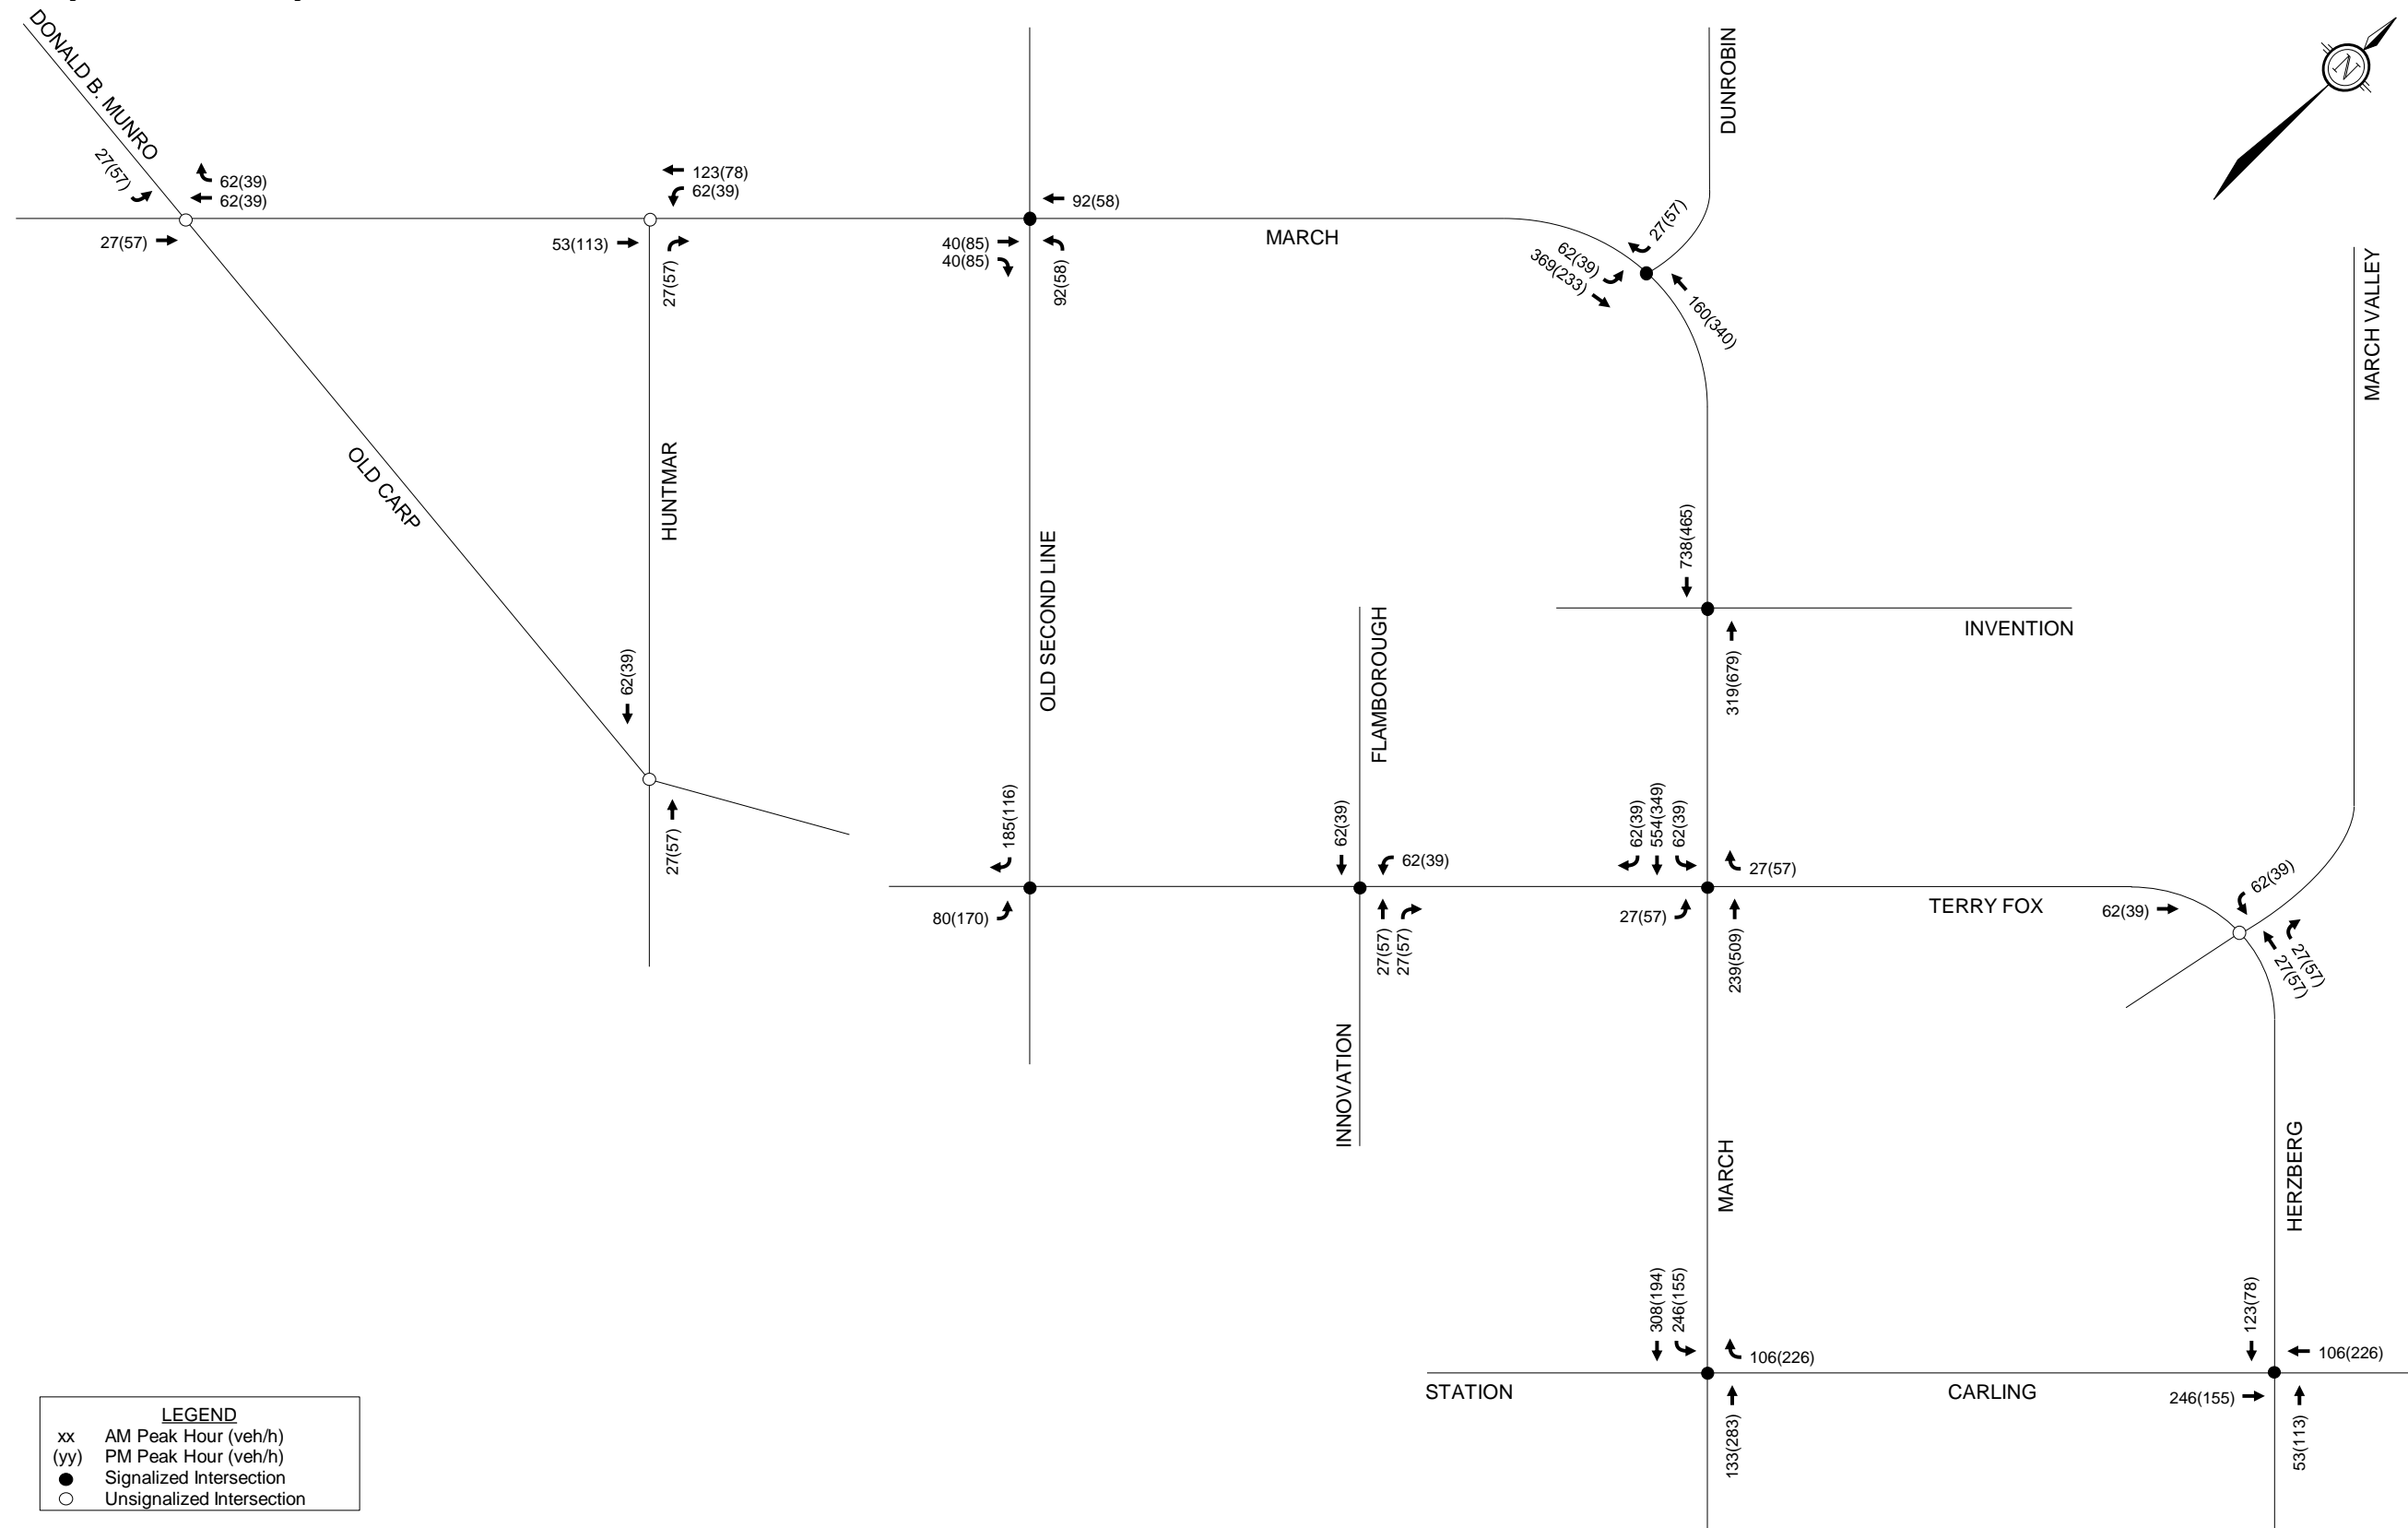 DONALD B. MUNRO
27(57)
62(39)
62(39)
27(57)
123(78)
62(39)
53(113)
27(57)
92(58)
40(85)
40(85)
92(58)
MARCH
DUNROBIN
27(57)
62(39)
369(233)
160(340)
N
MARCH VALLEY
OLD CARP
HUNTMAR
62(39)
27(57)
OLD SECOND LINE
185(116)
80(170)
FLAMBOROUGH
62(39)
62(39)
27(57)
27(57)
INNOVATION
738(465)
INVENTION
319(679)
62(39)
554(349)
62(39)
27(57)
27(57)
239(509)
TERRY FOX
62(39)
62(39)
27(57)
27(57)
MARCH
HERZBERG
308(194)
246(155)
106(226)
STATION
CARLING
133(283)
123(78)
106(226)
246(155)
53(113)
LEGEND
xx AM Peak Hour (veh/h)
(yy) PM Peak Hour (veh/h)
Signalized Intersection
Unsignalized Intersection